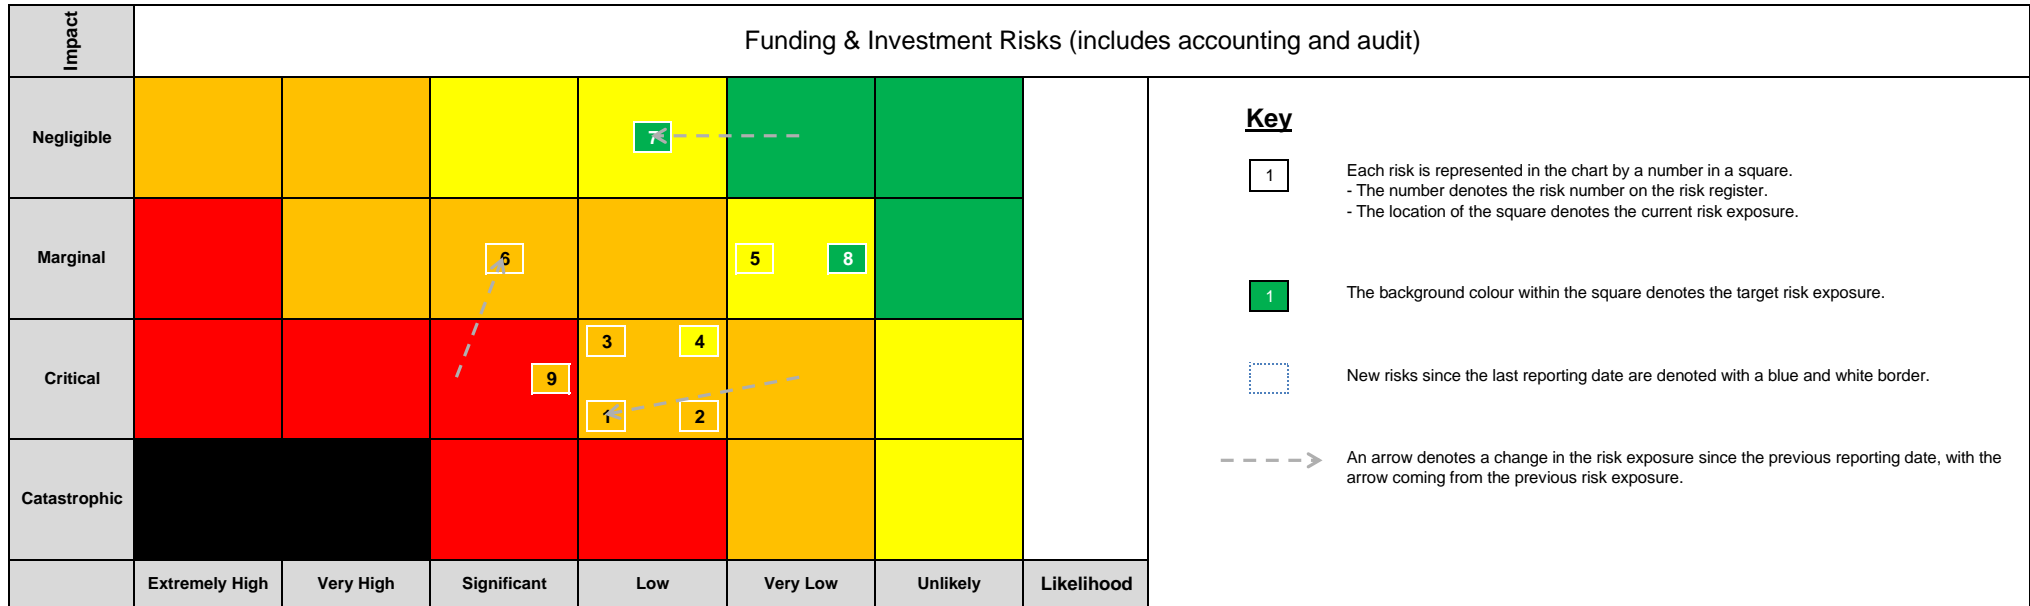 Impact
Funding & Investment Risks (includes accounting and audit)
Negligible
7
Marginal
6
5
8
Critical
3
4
9
1
2
Catastrophic
Extremely High
Very High
Significant
Low
Very Low
Unlikely
Likelihood
Key
1
Each risk is represented in the chart by a number in a square.
- The number denotes the risk number on the risk register.
- The location of the square denotes the current risk exposure.
1
The background colour within the square denotes the target risk exposure.
New risks since the last reporting date are denoted with a blue and white border.
An arrow denotes a change in the risk exposure since the previous reporting date, with the
arrow coming from the previous risk exposure.